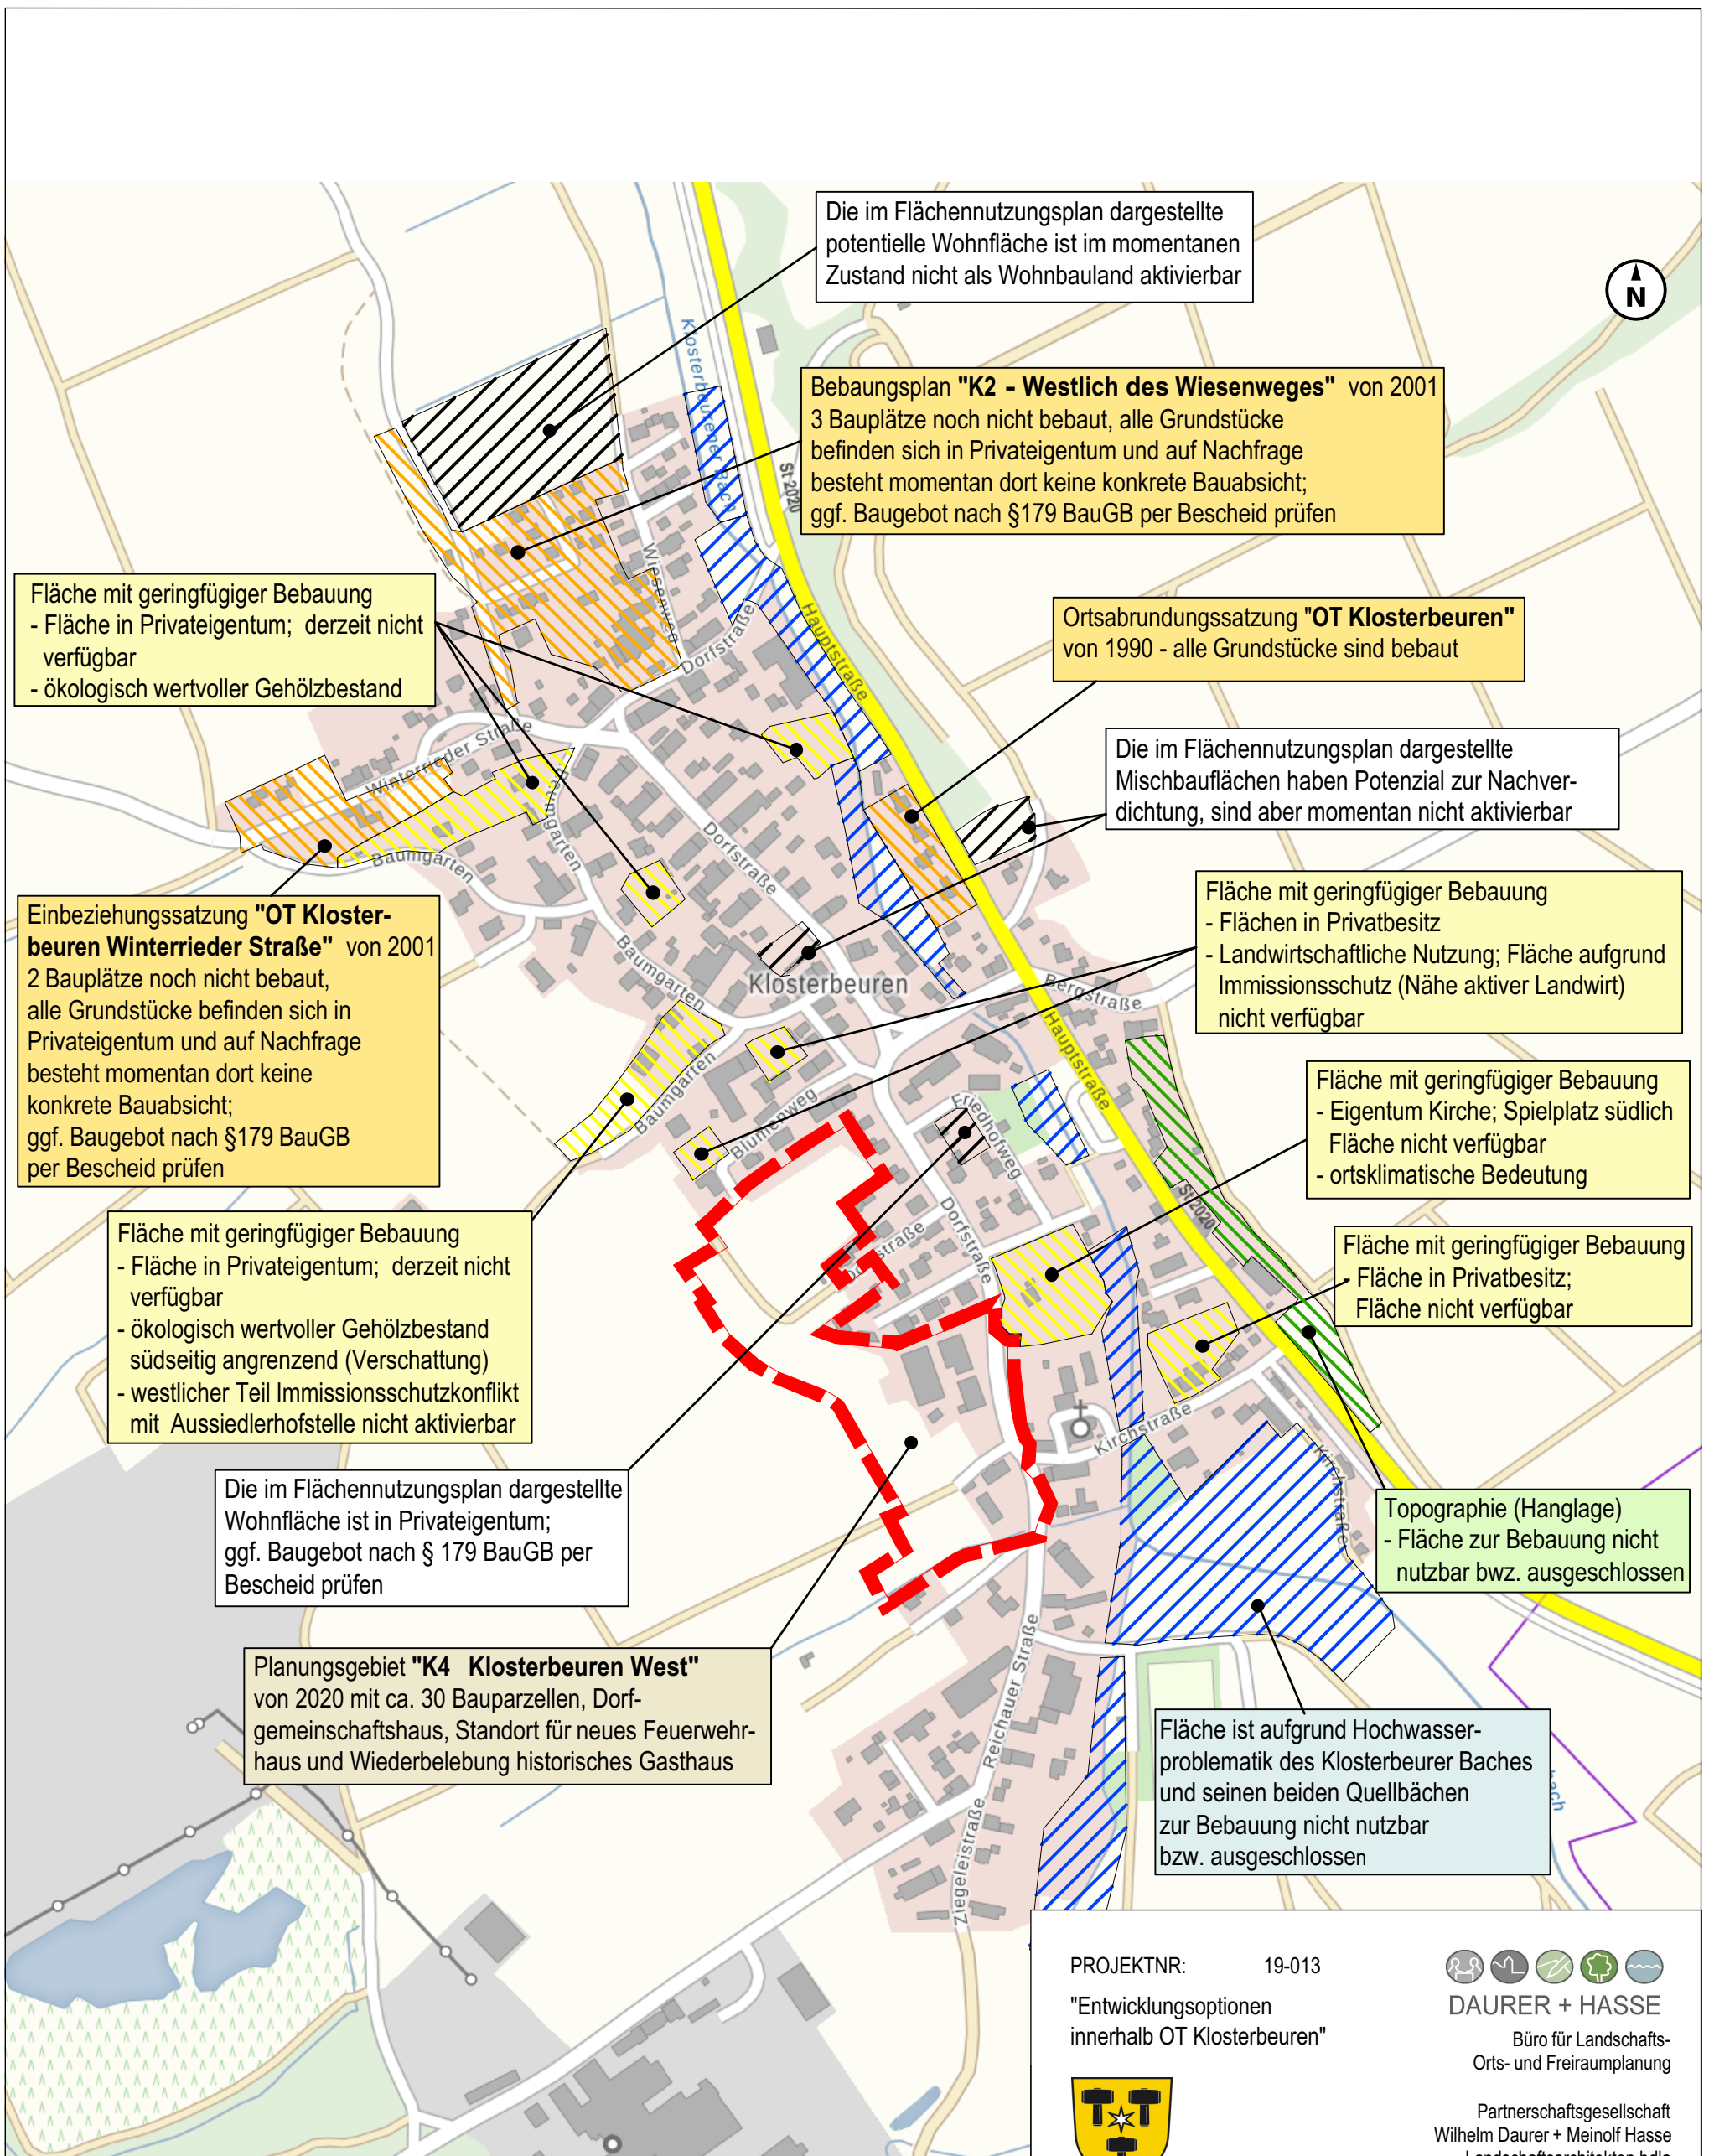 Die im Flächennutzungsplan dargestellte
potentielle Wohnfläche ist im momentanen
Zustand nicht als Wohnbauland aktivierbar
N
Bebaungsplan "K2 - Westlich des Wiesenweges" von 2001
3 Bauplätze noch nicht bebaut, alle Grundstücke
befinden sich in Privateigentum und auf Nachfrage
besteht momentan dort keine konkrete Bauabsicht;
ggf. Baugebot nach §179 BauGB per Bescheid prüfen
Klosterbeurener Bach
St 2020
Wiesenweg
Dorfstraße
Hauptstraße
Fläche mit geringfügiger Bebauung
- Fläche in Privateigentum; derzeit nicht
verfügbar
- ökologisch wertvoller Gehölzbestand
Ortsabrundungssatzung "OT Klosterbeuren"
von 1990 - alle Grundstücke sind bebaut
Winterrieder Straße
Baumgarten
Baumgarten
Dorfstraße
Die im Flächennutzungsplan dargestellte
Mischbauflächen haben Potenzial zur Nachver-
dichtung, sind aber momentan nicht aktivierbar
Einbeziehungssatzung "OT Kloster-
beuren Winterrieder Straße" von 2001
2 Bauplätze noch nicht bebaut,
alle Grundstücke befinden sich in
Privateigentum und auf Nachfrage
besteht momentan dort keine
konkrete Bauabsicht;
ggf. Baugebot nach §179 BauGB
per Bescheid prüfen
Fläche mit geringfügiger Bebauung
- Flächen in Privatbesitz
- Landwirtschaftliche Nutzung; Fläche aufgrund
Immissionsschutz (Nähe aktiver Landwirt)
nicht verfügbar
Baumgarten
Klosterbeuren
Bergstraße
Hauptstraße
Baumgarten
Blumenweg
Friedhofweg
Fläche mit geringfügiger Bebauung
- Eigentum Kirche; Spielplatz südlich
Fläche nicht verfügbar
- ortsklimatische Bedeutung
St 2020
Dorfstraße
Dorfstraße
Fläche mit geringfügiger Bebauung
- Fläche in Privateigentum; derzeit nicht
verfügbar
- ökologisch wertvoller Gehölzbestand
südseitig angrenzend (Verschattung)
- westlicher Teil Immissionsschutzkonflikt
mit Aussiedlerhofstelle nicht aktivierbar
Fläche mit geringfügiger Bebauung
- Fläche in Privatbesitz;
Fläche nicht verfügbar
Kirchstraße
Kirchstraße
Die im Flächennutzungsplan dargestellte
Wohnfläche ist in Privateigentum;
ggf. Baugebot nach § 179 BauGB per
Bescheid prüfen
Topographie (Hanglage)
- Fläche zur Bebauung nicht
nutzbar bwz. ausgeschlossen
Planungsgebiet "K4 Klosterbeuren West"
von 2020 mit ca. 30 Bauparzellen, Dorf-
gemeinschaftshaus, Standort für neues Feuerwehr-
haus und Wiederbelebung historisches Gasthaus
Reichauer Straße
Ziegeleistraße
Fläche ist aufgrund Hochwasser-
problematik des Klosterbeurer Baches
und seinen beiden Quellbächen
zur Bebauung nicht nutzbar
bzw. ausgeschlossen
bach
PROJEKTNR: 19-013
"Entwicklungsoptionen
innerhalb OT Klosterbeuren"
DAURER + HASSE
Büro für Landschafts-
Orts- und Freiraumplanung
Partnerschaftsgesellschaft
Wilhelm Daurer + Meinolf Hasse
Landschaftsarchitekten bdla